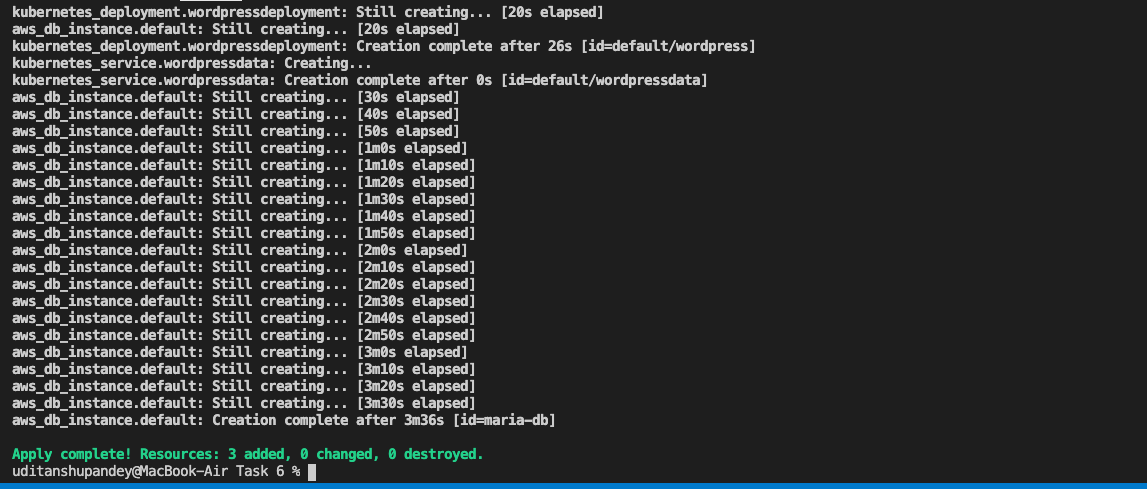 kubernetes_deployment.wordpressdeployment: Still creating... [20s elapsed]
aws_db_instance.default: Still creating... [20s elapsed]
kubernetes_deployment.wordpressdeployment: Creation complete after 26s [id=default/wordpress]
kubernetes_service.wordpressdata: Creating...
kubernetes_service.wordpressdata: Creation complete after 0s [id=default/wordpressdata]
aws_db_instance.default: Still creating... [30s elapsed]
aws_db_instance.default: Still creating... [40s elapsed]
aws_db_instance.default: Still creating... [50s elapsed]
aws_db_instance.default: Still creating... [1m0s elapsed]
aws_db_instance.default: Still creating... [1m10s elapsed]
aws_db_instance.default: Still creating... [1m20s elapsed]
aws_db_instance.default: Still creating... [1m30s elapsed]
aws_db_instance.default: Still creating... [1m40s elapsed]
aws_db_instance.default: Still creating... [1m50s elapsed]
aws_db_instance.default: Still creating... [2m0s elapsed]
aws_db_instance.default: Still creating... [2m10s elapsed]
aws_db_instance.default: Still creating... [2m20s elapsed]
aws_db_instance.default: Still creating... [2m30s elapsed]
aws_db_instance.default: Still creating... [2m40s elapsed]
aws_db_instance.default: Still creating... [2m50s elapsed]
aws_db_instance.default: Still creating... [3m0s elapsed]
aws_db_instance.default: Still creating... [3m10s elapsed]
aws_db_instance.default: Still creating... [3m20s elapsed]
aws_db_instance.default: Still creating... [3m30s elapsed]
aws_db_instance.default: Creation complete after 3m36s [id=maria-db]
Apply complete! Resources: 3 added, 0 changed, 0 destroyed.
uditanshupandey@MacBook-Air Task 6 %